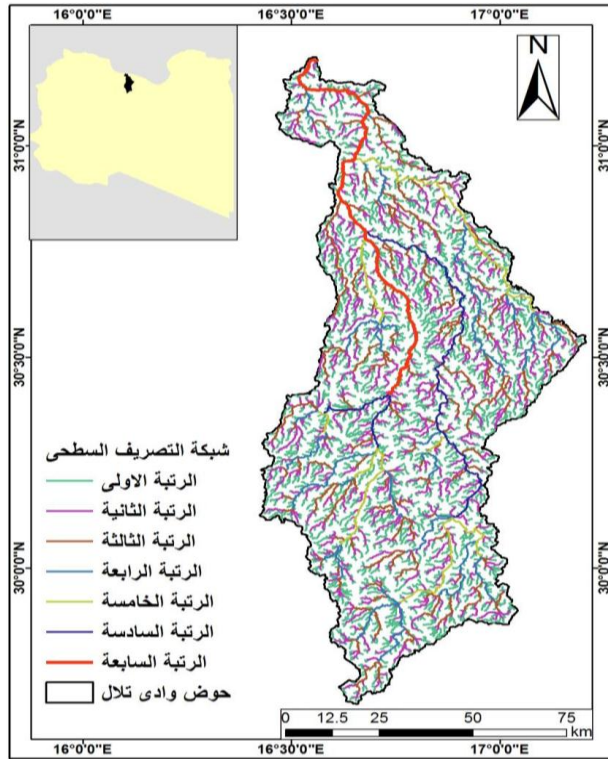 16°0'0"E 16°30'0"E 17°0'0"E
N
31°0'0"N 31°0'0"N
30°30'0"N 30°30'0"N
شبكة التصريف السطحى
الرتبة الاولى
الرتبة الثانية
الرتبة الثالثة
الرتبة الرابعة
الرتبة الخامسة
الرتبة السادسة
الرتبة السابعة
حوض وادى تلال
30°0'0"N 30°0'0"N
0 12.5 25 50 75
km
16°0'0"E 16°30'0"E 17°0'0"E